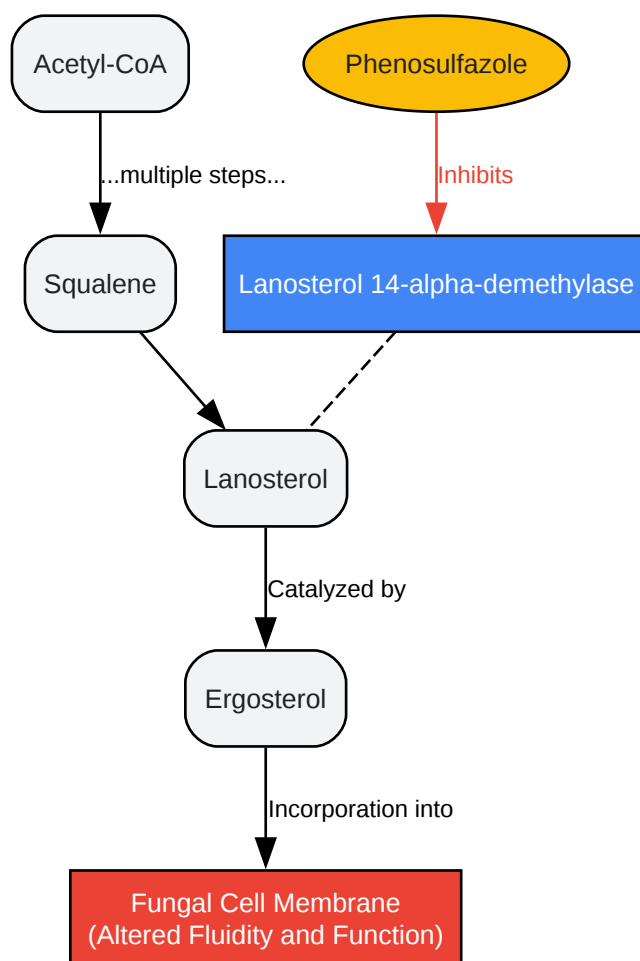 Acetyl-CoA
Phenosulfazole
...multiple steps...
Inhibits
Squalene
Lanosterol 14-alpha-demethylase
Lanosterol
Catalyzed by
Ergosterol
Incorporation into
Fungal Cell Membrane
(Altered Fluidity and Function)